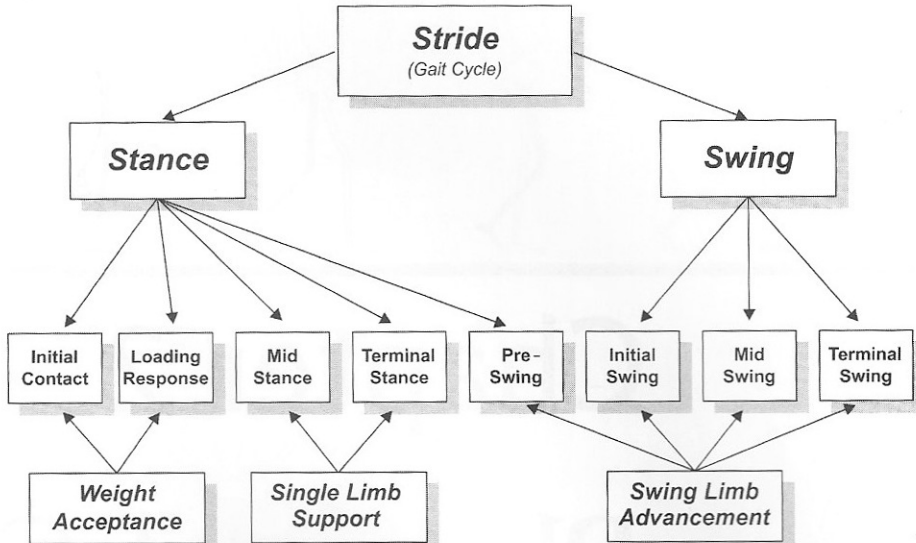 Stride
(Gait Cycle)
Stance
Swing
Initial
Contact
Loading
Response
Mid
Stance
Terminal
Stance
Pre-
Swing
Initial
Swing
Mid
Swing
Terminal
Swing
Weight
Acceptance
Single Limb
Support
Swing Limb
Advancement